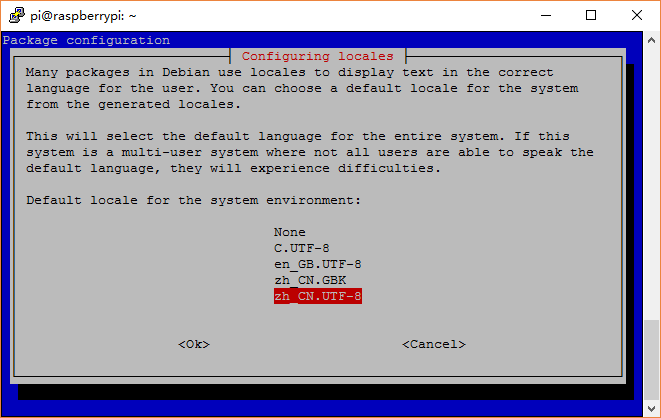 pi@raspberrypi: ~
Package configuration
Configuring locales
Many packages in Debian use locales to display text in the correct
language for the user. You can choose a default locale for the system
from the generated locales.
This will select the default language for the entire system. If this
system is a multi-user system where not all users are able to speak the
default language, they will experience difficulties.
Default locale for the system environment:
None
C.UTF-8
en_GB.UTF-8
zh_CN.GBK
zh_CN.UTF-8
<Ok> <Cancel>